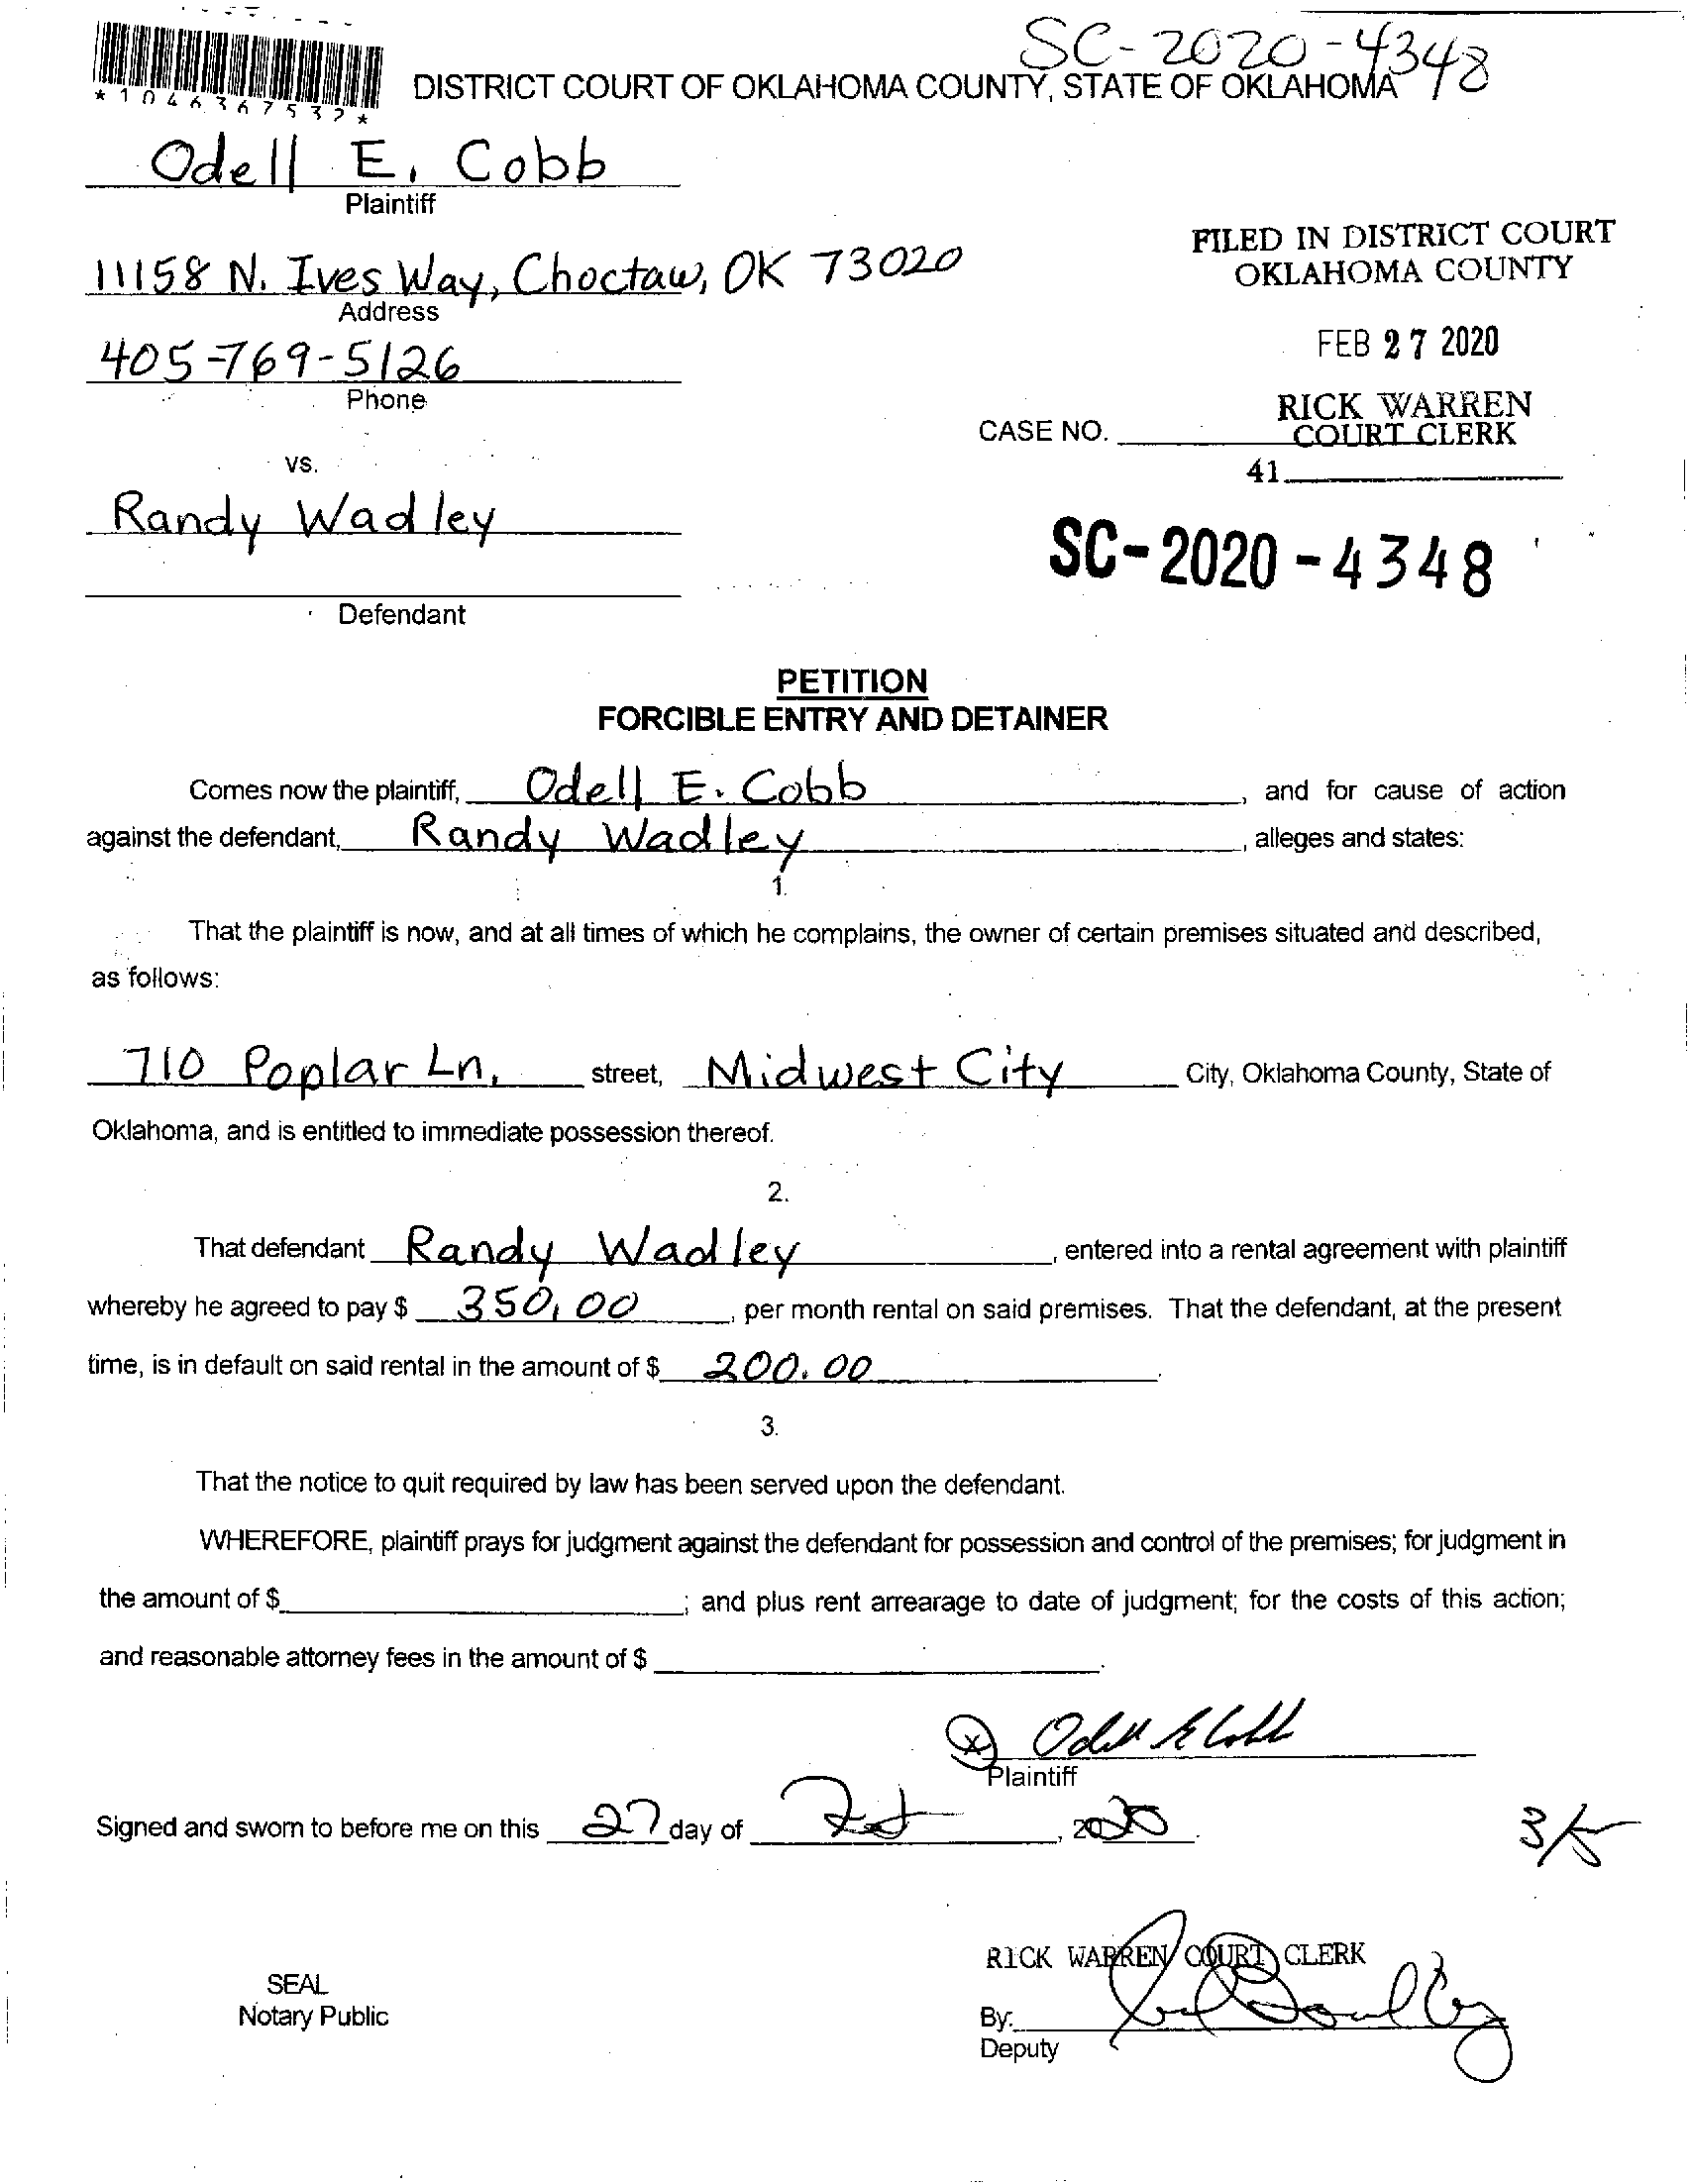 SC-2020-4348
*1046367532*
DISTRICT COURT OF OKLAHOMA COUNTY, STATE OF OKLAHOMA
Odell E. Cobb
Plaintiff
FILED IN DISTRICT COURT
OKLAHOMA COUNTY
11158 N. Ives Way, Choctaw, OK 73020
Address
FEB 27 2020
405-769-5126
Phone
RICK WARREN
COURT CLERK
CASE NO.
41
vs.
Randy Wadley
SC-2020-4348
Defendant
PETITION
FORCIBLE ENTRY AND DETAINER
Comes now the plaintiff, Odell E. Cobb, and for cause of action
against the defendant, Randy Wadley, alleges and states:
1.
That the plaintiff is now, and at all times of which he complains, the owner of certain premises situated and described,
as follows:
710 Poplar Ln. street, Midwest City City, Oklahoma County, State of
Oklahoma, and is entitled to immediate possession thereof.
2.
That defendant Randy Wadley, entered into a rental agreement with plaintiff
whereby he agreed to pay $ 350.00, per month rental on said premises. That the defendant, at the present
time, is in default on said rental in the amount of $ 200.00.
3.
That the notice to quit required by law has been served upon the defendant.
WHEREFORE, plaintiff prays for judgment against the defendant for possession and control of the premises; for judgment in
the amount of $ ; and plus rent arrearage to date of judgment; for the costs of this action;
and reasonable attorney fees in the amount of $ .
X Odell E Cobb
Plaintiff
Signed and sworn to before me on this 27 day of Feb, 2020.
RICK WARREN COURT CLERK
SEAL
Notary Public
By:
Deputy